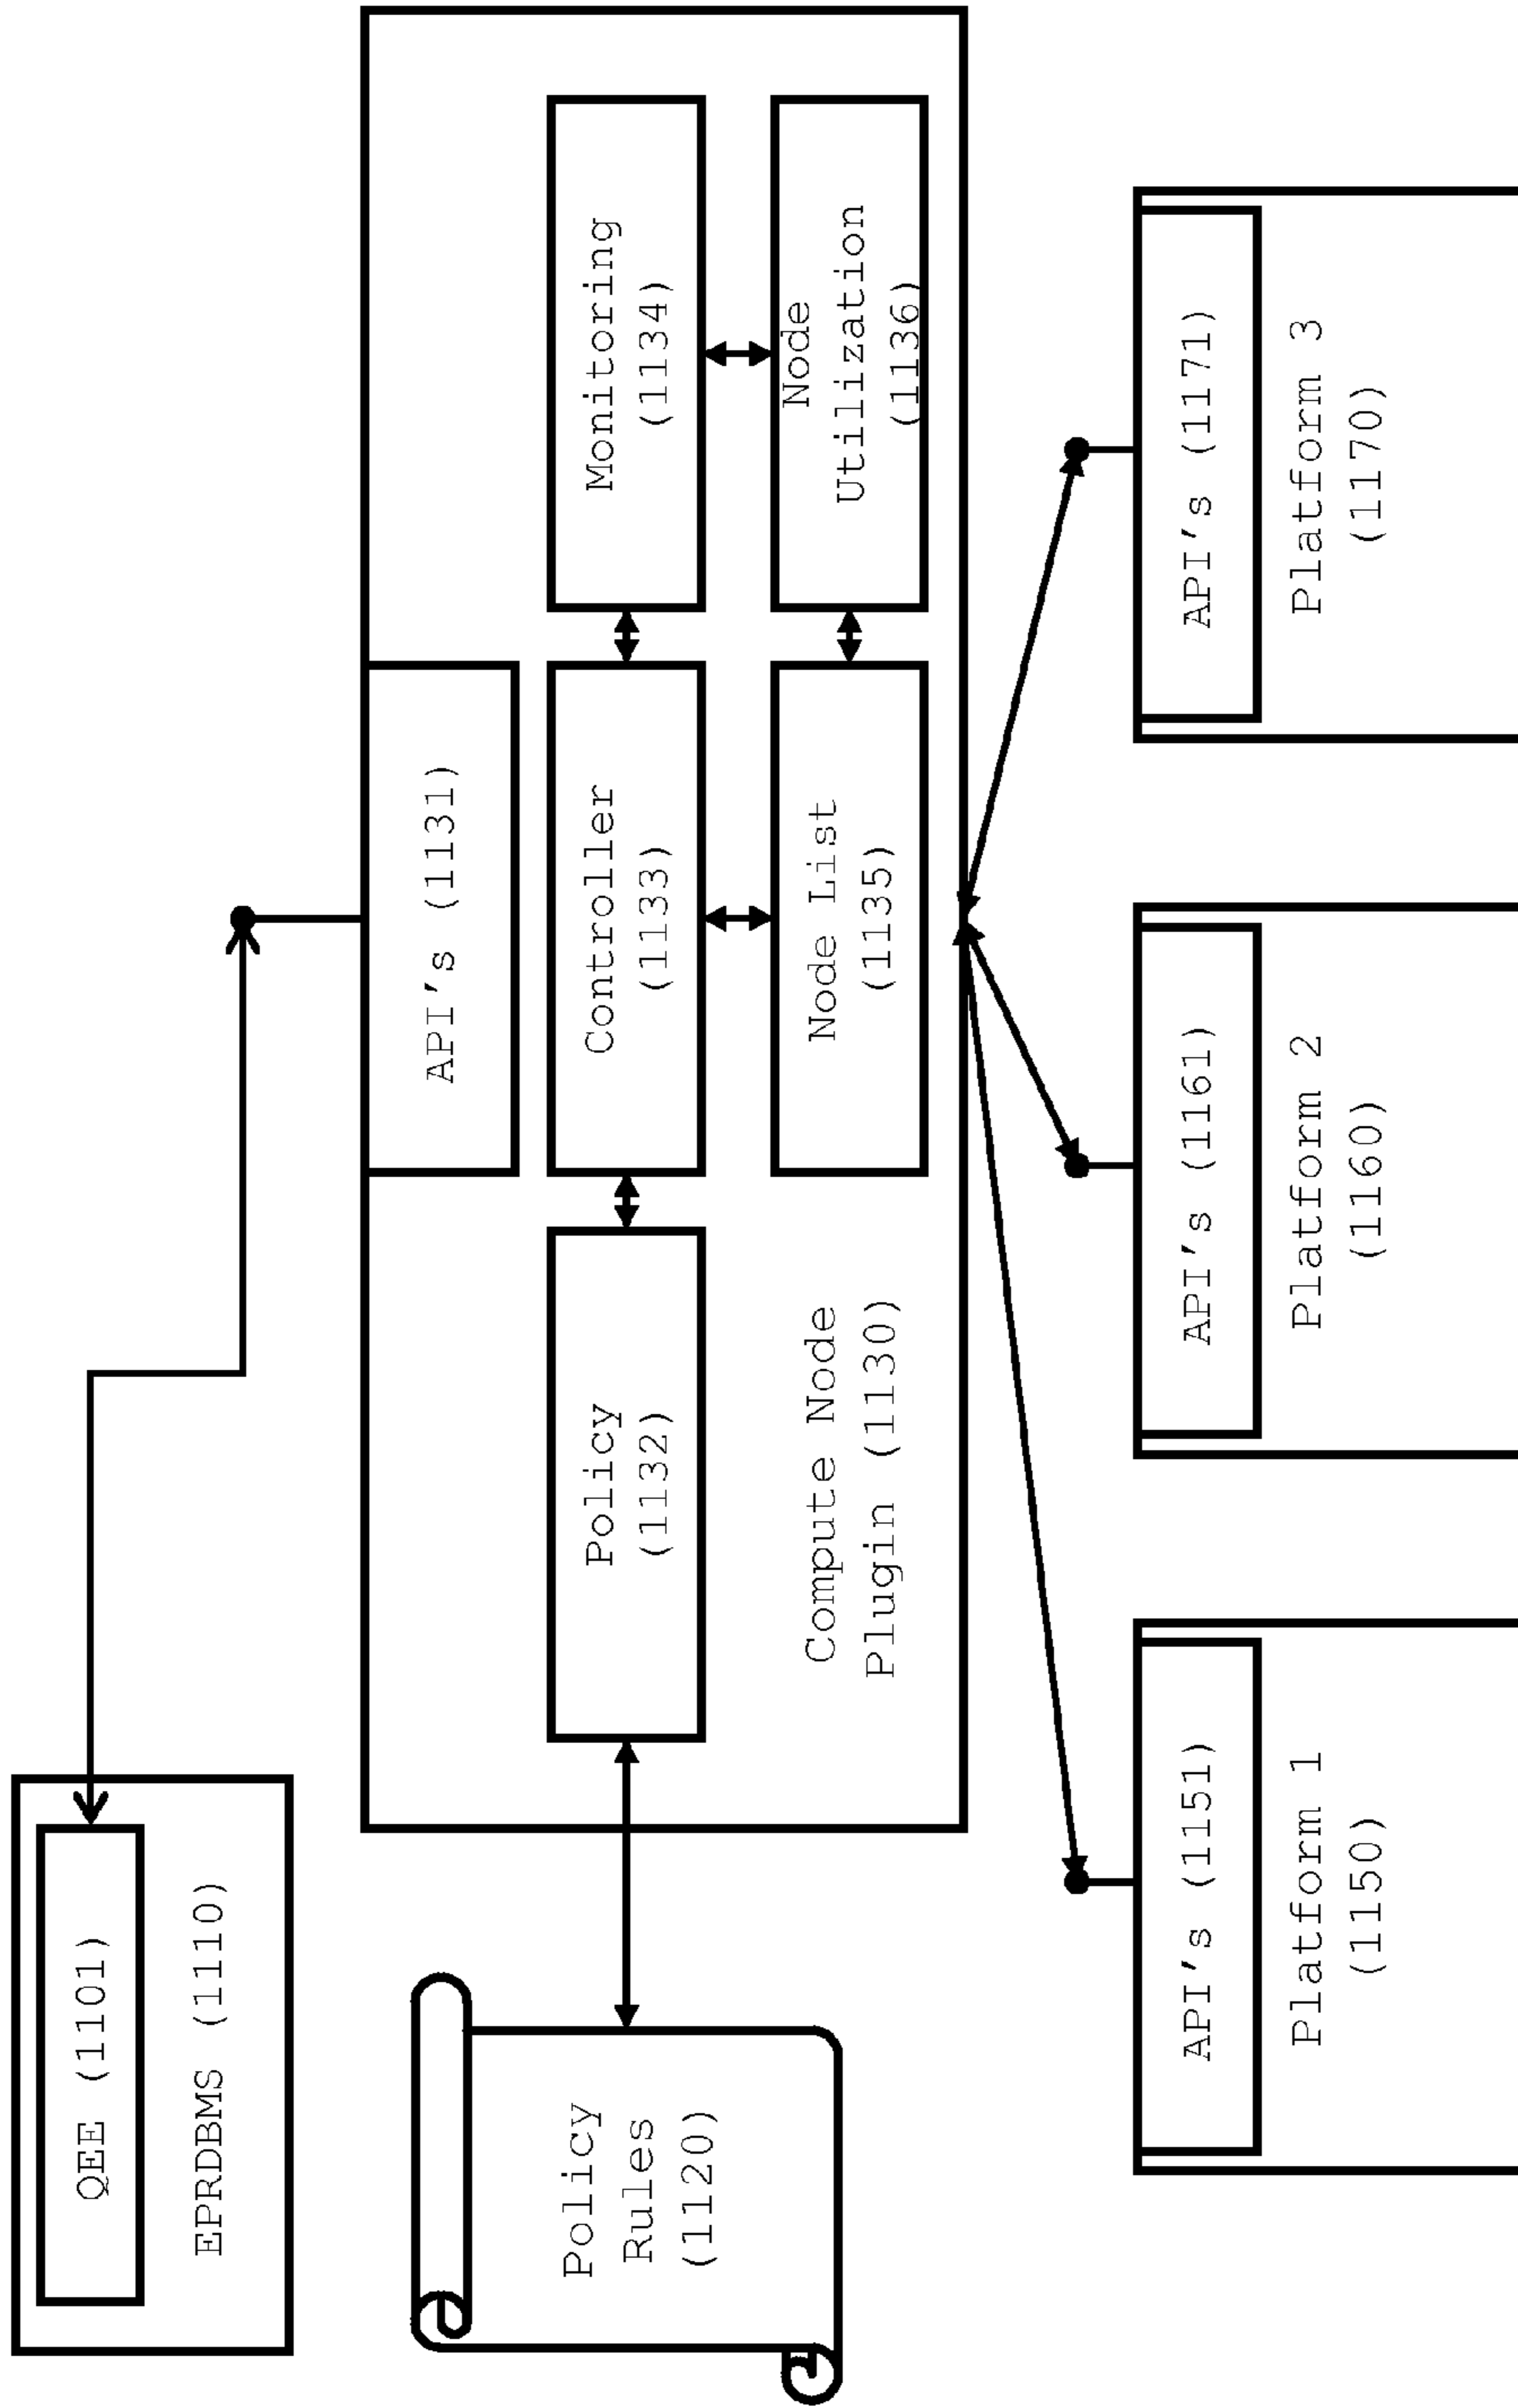 QEE (1101)
EPRDBMS (1110)
API's (1131)
Policy
Rules
(1120)
Policy
(1132)
Controller
(1133)
Monitoring
(1134)
Compute Node
Plugin (1130)
Node List
(1135)
Node
Utilization
(1136)
API's (1151)
Platform 1
(1150)
API's (1161)
Platform 2
(1160)
API's (1171)
Platform 3
(1170)